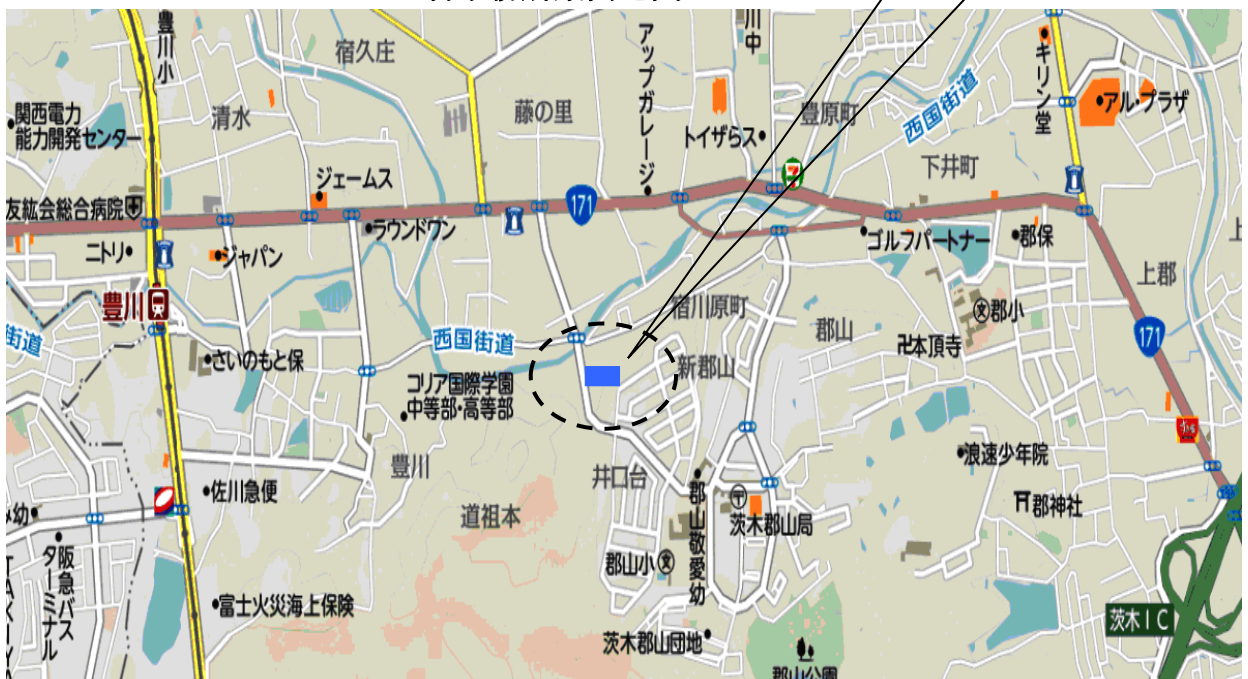 豊川小
宿久庄
アップガレージ
川中
キリン堂
関西電力
能力開発センター
清水
藤の里
トイザらス
豊原町
西国街道
アル・プラザ
下井町
ジェームス
友紘会総合病院
171
ラウンドワン
ゴルフパートナー
郡保
ニトリ
ジャパン
上郡
豊川
宿川原町
郡小
街道
西国街道
郡山
171
さいのもと保
新郡山
卍本頂寺
コリア国際学園
中等部・高等部
豊川
井口台
浪速少年院
佐川急便
道祖本
郡山敬愛幼
茨木郡山局
郡神社
み幼
阪急バス
ターミナル
郡山小
富士火災海上保険
茨木郡山団地
茨木IC
郡山公園